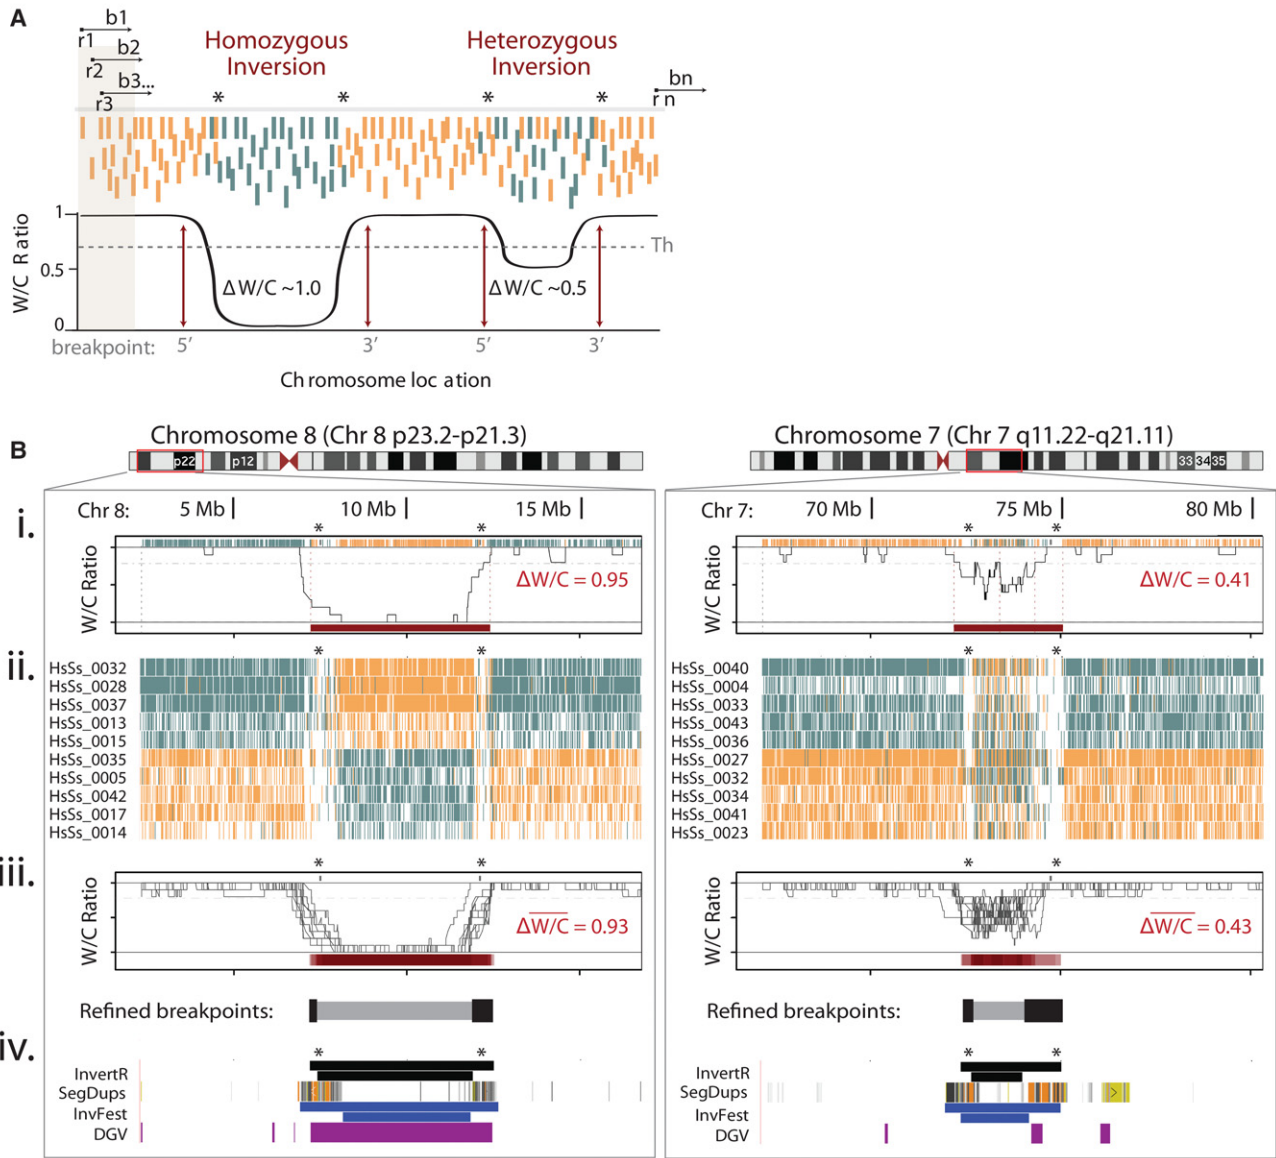 A
b1
r1
b2
r2
b3...
r3
Homozygous
Inversion
Heterozygous
Inversion
bn
r n
* * * *
W/C Ratio
1
0.5
0
Th
ΔW/C ~1.0
ΔW/C ~0.5
breakpoint: 5′ 3′ 5′ 3′
Chromosome loc ation
B
Chromosome 8 (Chr 8 p23.2-p21.3)
p22 p12
i.
Chr 8: 5 Mb 10 Mb 15 Mb
* *
W/C Ratio
ΔW/C = 0.95
ii.
* *
HsSs_0032
HsSs_0028
HsSs_0037
HsSs_0013
HsSs_0015
HsSs_0035
HsSs_0005
HsSs_0042
HsSs_0017
HsSs_0014
iii.
* *
W/C Ratio
ΔW/C = 0.93
Refined breakpoints:
iv.
* *
InvertR
SegDups
InvFest
DGV
Chromosome 7 (Chr 7 q11.22-q21.11)
33 34 35
Chr 7: 70 Mb 75 Mb 80 Mb
* *
W/C Ratio
ΔW/C = 0.41
* *
HsSs_0040
HsSs_0004
HsSs_0033
HsSs_0043
HsSs_0036
HsSs_0027
HsSs_0032
HsSs_0034
HsSs_0041
HsSs_0023
* *
W/C Ratio
ΔW/C = 0.43
Refined breakpoints:
* *
InvertR
SegDups
InvFest
DGV